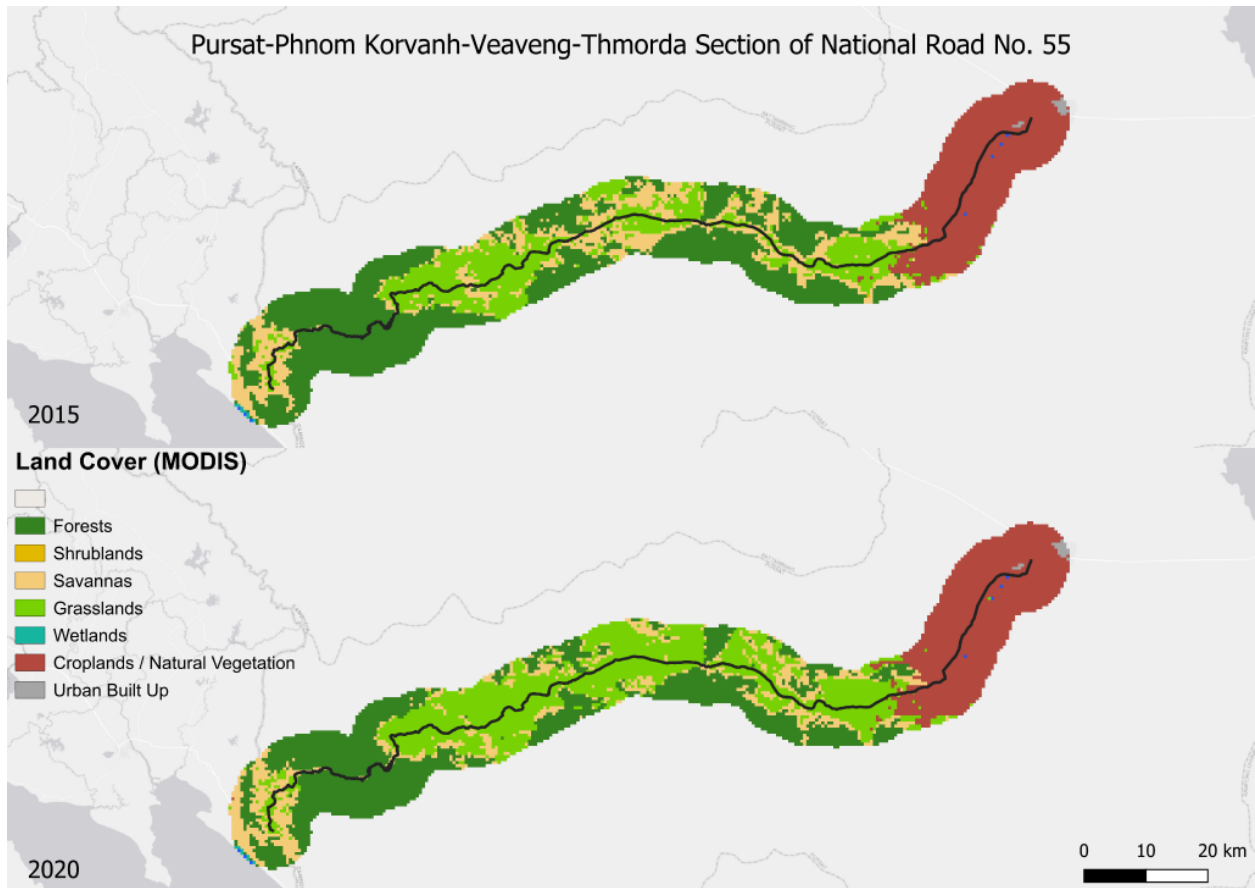 Pursat-Phnom Korvanh-Veaveng-Thmorda Section of National Road No. 55
2015
Land Cover (MODIS)
Forests
Shrublands
Savannas
Grasslands
Wetlands
Croplands / Natural Vegetation
Urban Built Up
2020
0 10 20 km